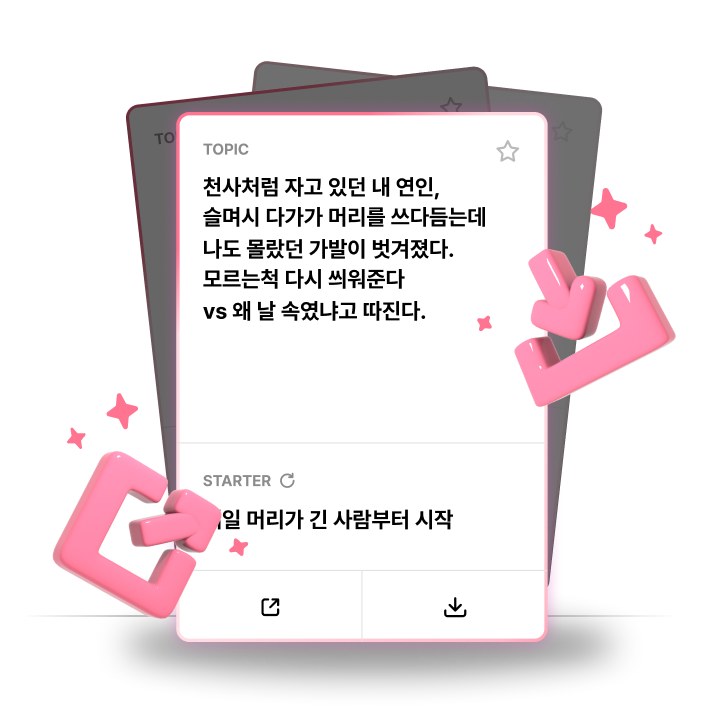 TO
TOPIC
천사처럼 자고 있던 내 연인,
슬며시 다가가 머리를 쓰다듬는데
나도 몰랐던 가발이 벗겨졌다.
모르는척 다시 씌워준다
vs 왜 날 속였냐고 따진다.
STARTER
머리가 긴 사람부터 시작